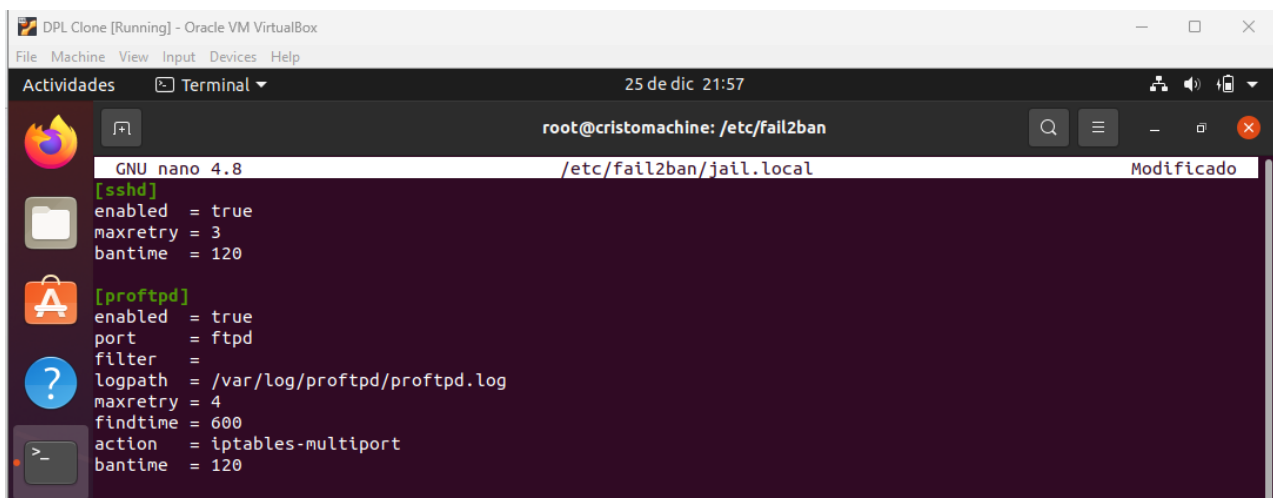 DPL Clone [Running] - Oracle VM VirtualBox
File Machine View Input Devices Help
Actividades Terminal 25 de dic 21:57
root@cristomachine: /etc/fail2ban
GNU nano 4.8 /etc/fail2ban/jail.local Modificado
[sshd]
enabled = true
maxretry = 3
bantime = 120
[proftpd]
enabled = true
port = ftpd
filter =
logpath = /var/log/proftpd/proftpd.log
maxretry = 4
findtime = 600
action = iptables-multiport
bantime = 120